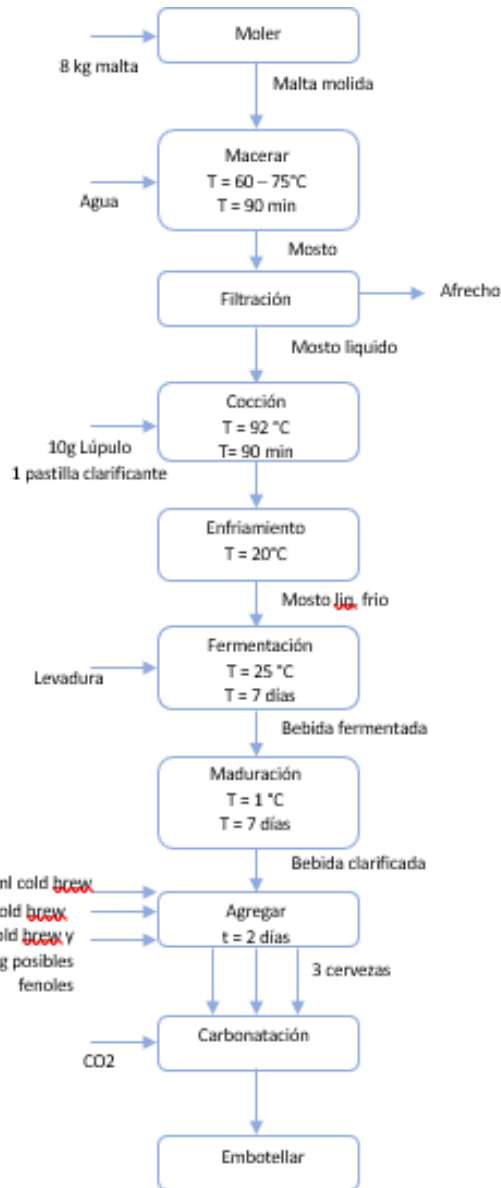 Moler
8 kg malta
Malta molida
Macerar
T = 60 – 75°C
T = 90 min
Agua
Mosto
Filtración
Afrecho
Mosto liquido
Cocción
T = 92 °C
T= 90 min
10g Lúpulo
1 pastilla clarificante
Enfriamiento
T = 20°C
Mosto liq. frio
Fermentación
T = 25 °C
T = 7 días
Levadura
Bebida fermentada
Maduración
T = 1 °C
T = 7 días
Bebida clarificada
ml cold brew
old brew
old brew y
g posibles
fenoles
Agregar
t = 2 días
3 cervezas
Carbonatación
CO2
Embotellar